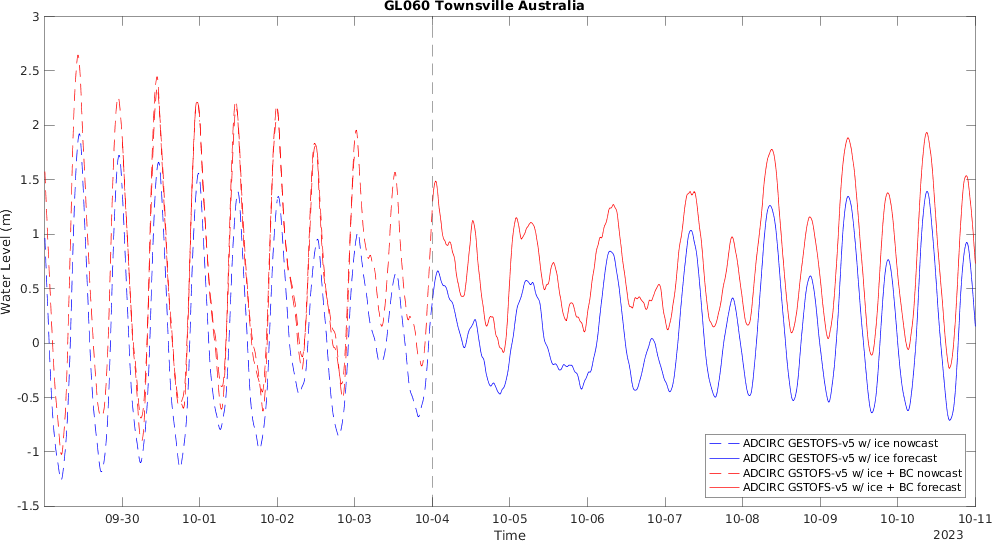 GL060 Townsville Australia
3
2.5
2
1.5
1
0.5
0
-0.5
-1
-1.5
Water Level (m)
ADCIRC GESTOFS-v5 w/ ice nowcast
ADCIRC GESTOFS-v5 w/ ice forecast
ADCIRC GSTOFS-v5 w/ ice + BC nowcast
ADCIRC GSTOFS-v5 w/ ice + BC forecast
09-30 10-01 10-02 10-03 10-04 10-05 10-06 10-07 10-08 10-09 10-10 10-11
Time 2023